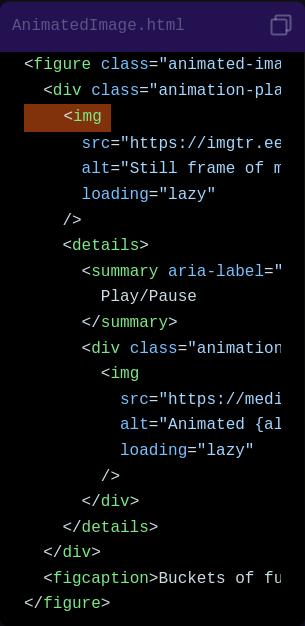 AnimatedImage.html
<figure class="animated-ima
<div class="animation-pla
<img
src="https://imgtr.ee
alt="Still frame of m
loading="lazy"
/>
<details>
<summary aria-label="
Play/Pause
</summary>
<div class="animation
<img
src="https://medi
alt="Animated {al
loading="lazy"
/>
</div>
</details>
</div>
<figcaption>Buckets of fu
</figure>